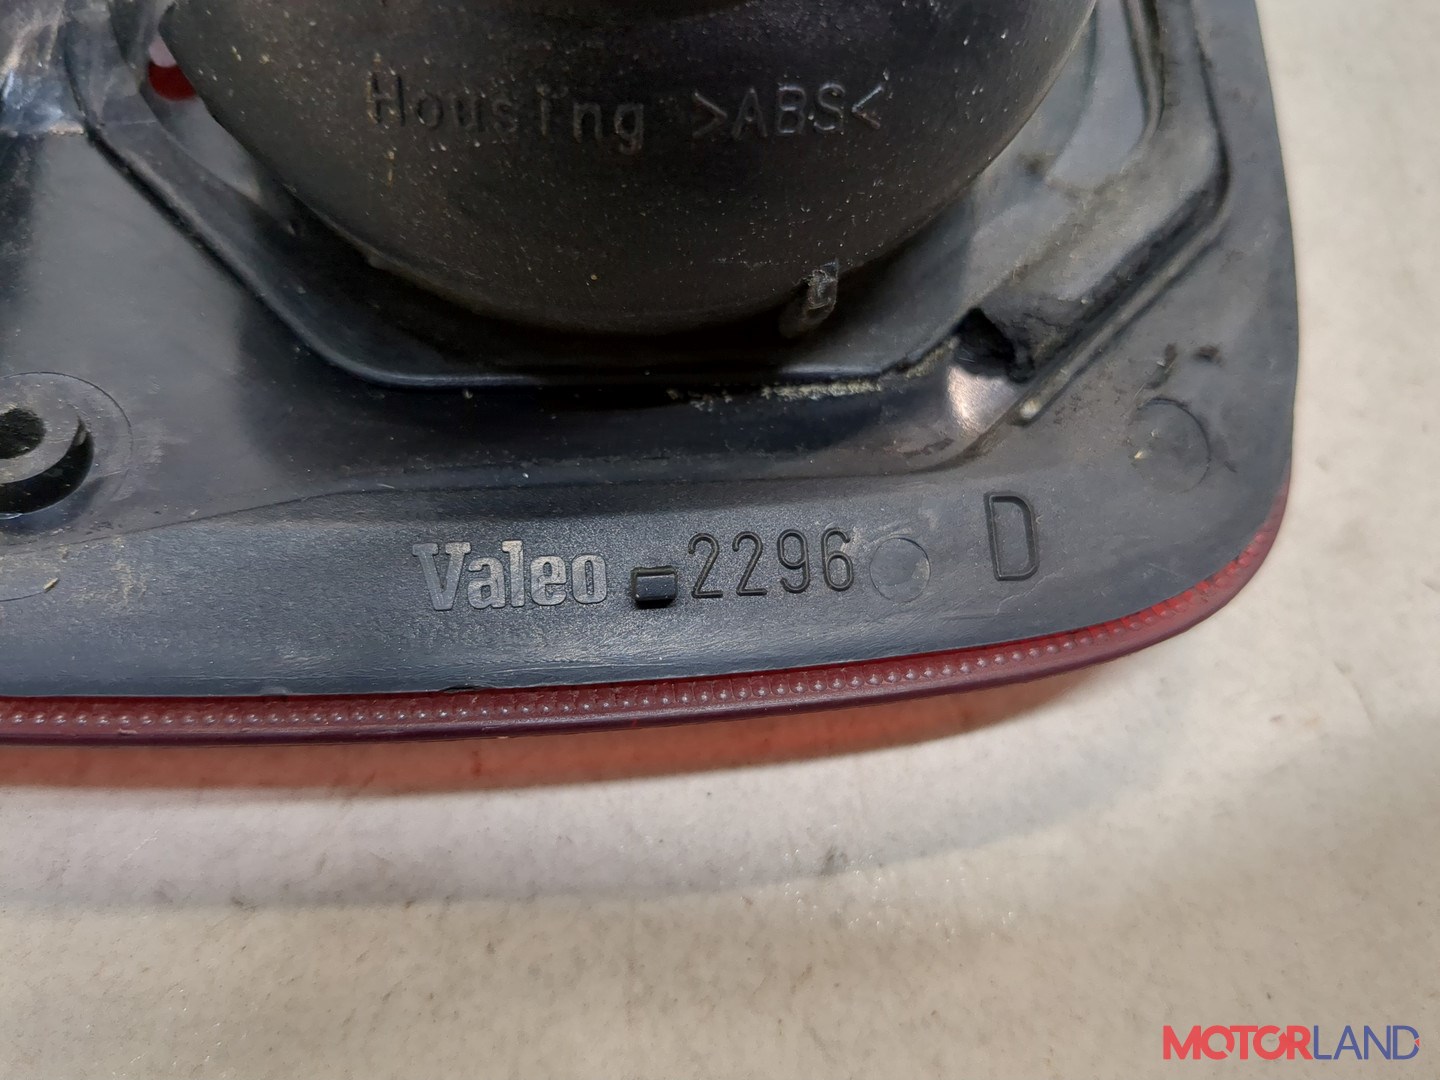 Housing >ABS<
Valeo 2296 D
MOTORLAND